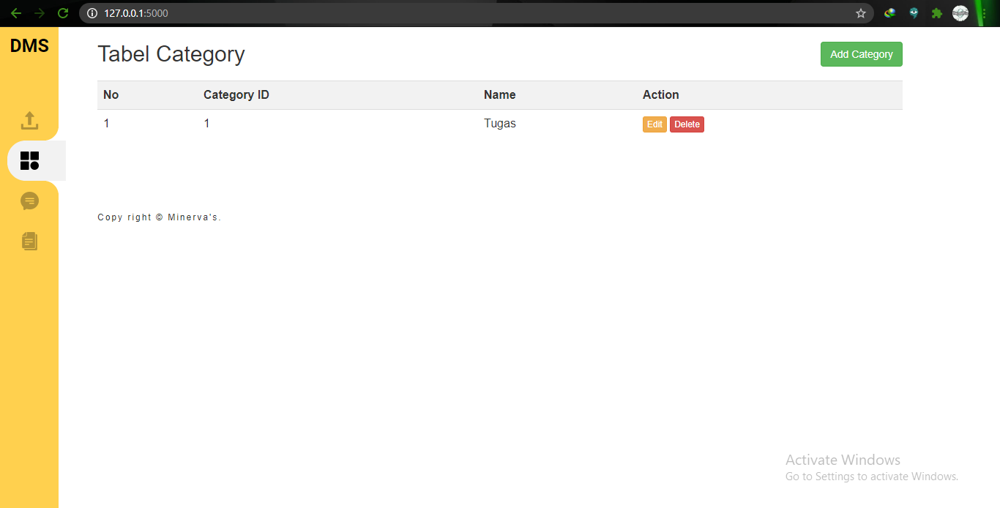 127.0.0.1:5000
DMS
Tabel Category
Add Category
No Category ID Name Action
1 1 Tugas Edit Delete
Copy right © Minerva's.
Activate Windows
Go to Settings to activate Windows.